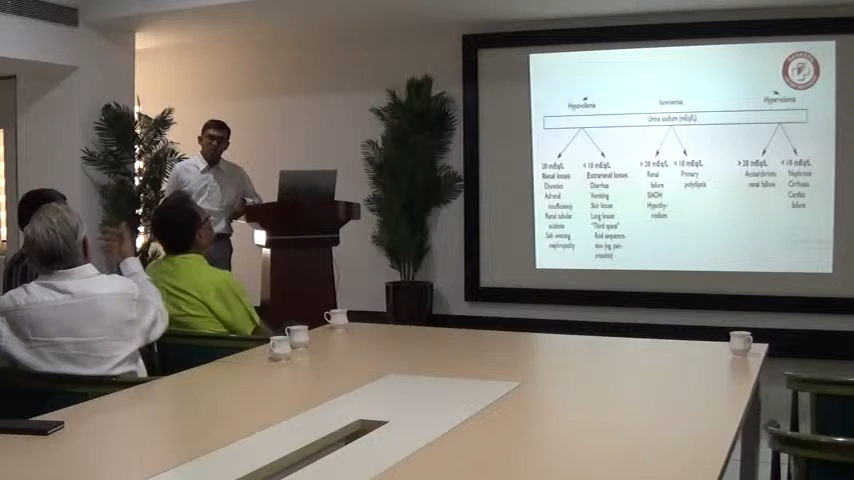 Hypovolemia
Isovolemia
Hypervolemia
Urine sodium (mEq/L)
20 mEq/L
Renal losses
Diuretics
Adrenal
insufficiency
Renal tubular
acidosis
Salt- wasting
nephropathy
< 10 mEq/L
Extrarenal losses
Diarrhea
Vomiting
Skin losses
Lung losses
"Third space"
fluid sequestra-
tion (eg. pan-
creatitis)
> 20 mEq/L
Renal
failure
SIADH
Hypothy-
roidism
< 10 mEq/L
Primary
polydipsia
> 20 mEq/L
Acute/chronic
renal failure
< 10 mEq/L
Nephrosis
Cirrhosis
Cardiac
failure